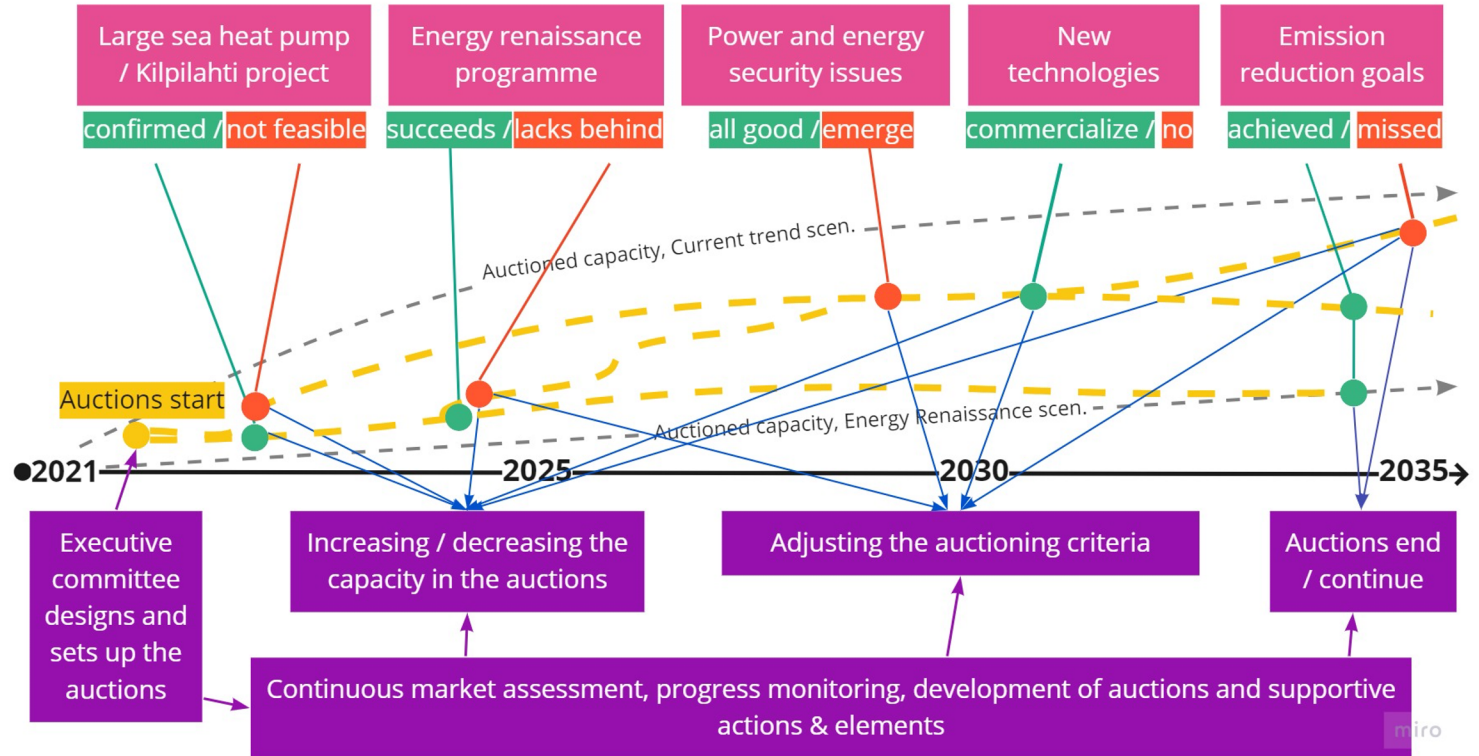 Large sea heat pump
/ Kilpilahti project
Energy renaissance
programme
Power and energy
security issues
New
technologies
Emission
reduction goals
confirmed / not feasible
succeeds / lacks behind
all good / emerge
commercialize / no
achieved / missed
Auctioned capacity, Current trend scen.
Auctions start
Auctioned capacity, Energy Renaissance scen.
2021
2025
2030
2035
Executive
committee
designs and
sets up the
auctions
Increasing / decreasing the
capacity in the auctions
Adjusting the auctioning criteria
Auctions end
/ continue
Continuous market assessment, progress monitoring, development of auctions and supportive
actions & elements
miro